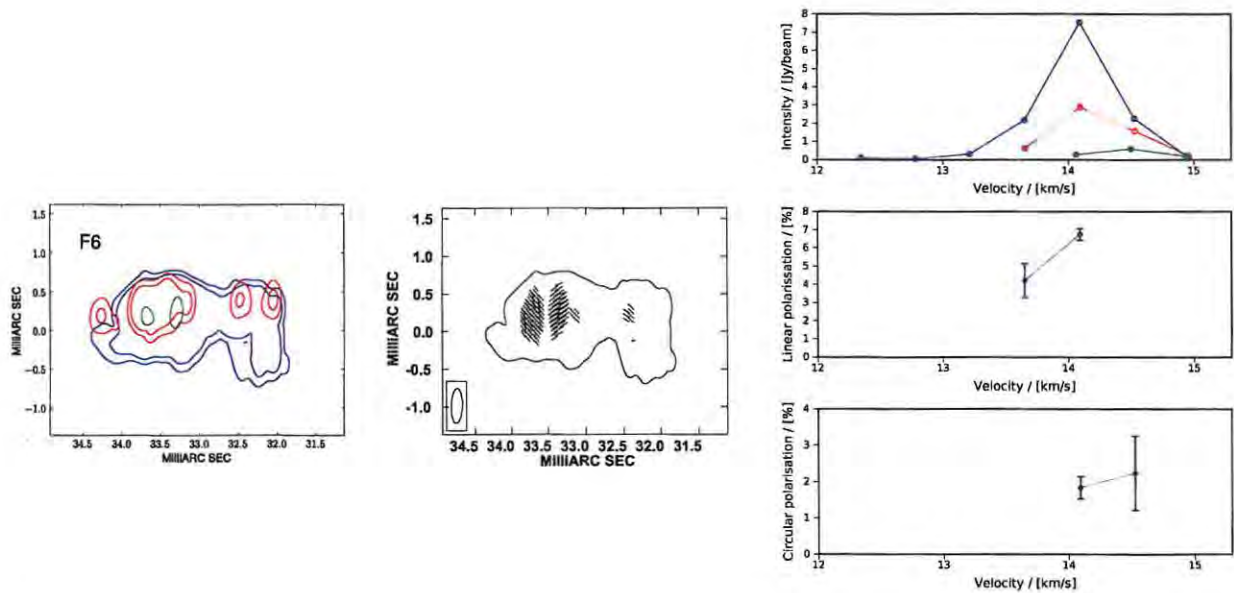 F6
MilliARC SEC
1.5
1.0
0.5
0.0
−0.5
−1.0
34.5 34.0 33.5 33.0 32.5 32.0 31.5
MilliARC SEC
MilliARC SEC
1.5
1.0
0.5
0.0
-0.5
-1.0
34.5 34.0 33.5 33.0 32.5 32.0 31.5
MilliARC SEC
Intensity / [Jy/beam]
8
7
6
5
4
3
2
1
0
12 13 14 15
Velocity / [km/s]
Linear polarissation / [%]
8
7
6
5
4
3
2
1
0
12 13 14 15
Velocity / [km/s]
Circular polarisation / [%]
4
3
2
1
0
12 13 14 15
Velocity / [km/s]